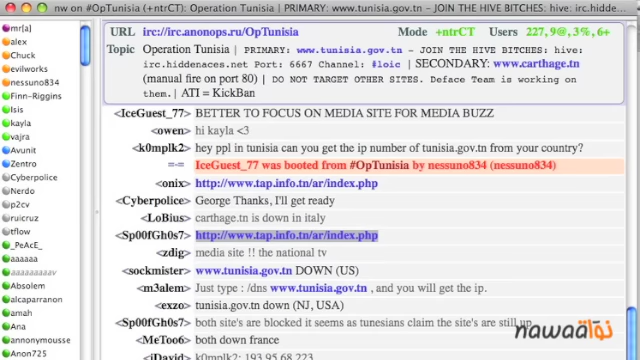 nw on #OpTunisia (+ntrCT): Operation Tunisia | PRIMARY: www.tunisia.gov.tn - JOIN THE HIVE BITCHES: hive: irc.hidde...
mr[a]
alex
Chuck
evilworks
nessuno834
Finn-Riggins
Isis
kayla
vajra
Avunit
Zentro
Cyberpolice
Nerdo
p2cv
ruicruz
tflow
_PeAcE_
aaaaaa
aaaaaaaav
Absolem
alcaparranon
amah
Ana
annonymousse
Anon725
URL irc://irc.anonops.ru/OpTunisia Mode +ntrCT Users 227, 9@, 3%, 6+
Topic Operation Tunisia | PRIMARY: www.tunisia.gov.tn - JOIN THE HIVE BITCHES: hive:
irc.hiddenaces.net Port: 6667 Channel: #loic | SECONDARY: www.carthage.tn
(manual fire on port 80) | DO NOT TARGET OTHER SITES. Deface Team is working on
them.| ATI = KickBan
<IceGuest_77> BETTER TO FOCUS ON MEDIA SITE FOR MEDIA BUZZ
<owen> hi kayla <3
<k0mplk2> hey ppl in tunisia can you get the ip number of tunisia.gov.tn from your country?
=-= IceGuest_77 was booted from #OpTunisia by nessuno834 (nessuno834)
<onix> http://www.tap.info.tn/ar/index.php
<Cyberpolice> George Thanks, I'll get ready
<LoBius> carthage.tn is down in italy
<Sp00fGh0s7> http://www.tap.info.tn/ar/index.php
<zdig> media site !! the national tv
<sockmister> www.tunisia.gov.tn DOWN (US)
<m3alem> Just type : /dns www.tunisia.gov.tn , and you will get the ip.
<exzo> tunisia.gov.tn down (NJ, USA)
<Sp00fGh0s7> both site's are blocked it seems as tunesians claim the site's are still up
<MeToo6> both down france
<iDavid> k0mplk2: 193.95.68.223
nawaat نواة